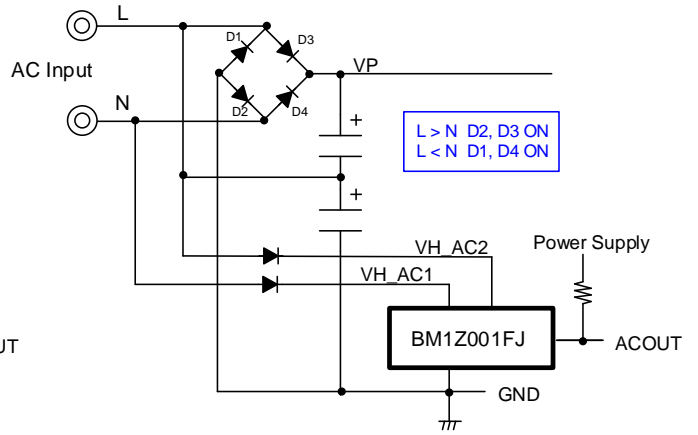 L
D1
D3
AC Input
VP
N
D2
D4
+
L > N D2, D3 ON
L < N D1, D4 ON
+
VH_AC2
Power Supply
VH_AC1
BM1Z001FJ
ACOUT
UT
GND